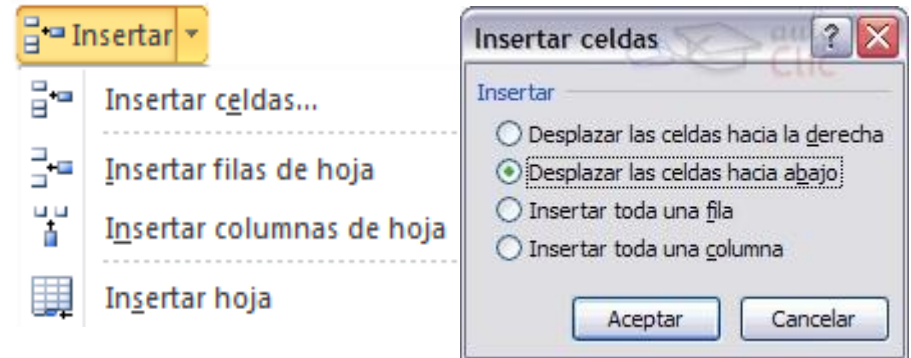 Insertar
Insertar celdas...
Insertar filas de hoja
Insertar columnas de hoja
Insertar hoja
Insertar celdas
aulaClic
Insertar
Desplazar las celdas hacia la derecha
Desplazar las celdas hacia abajo
Insertar toda una fila
Insertar toda una columna
Aceptar
Cancelar